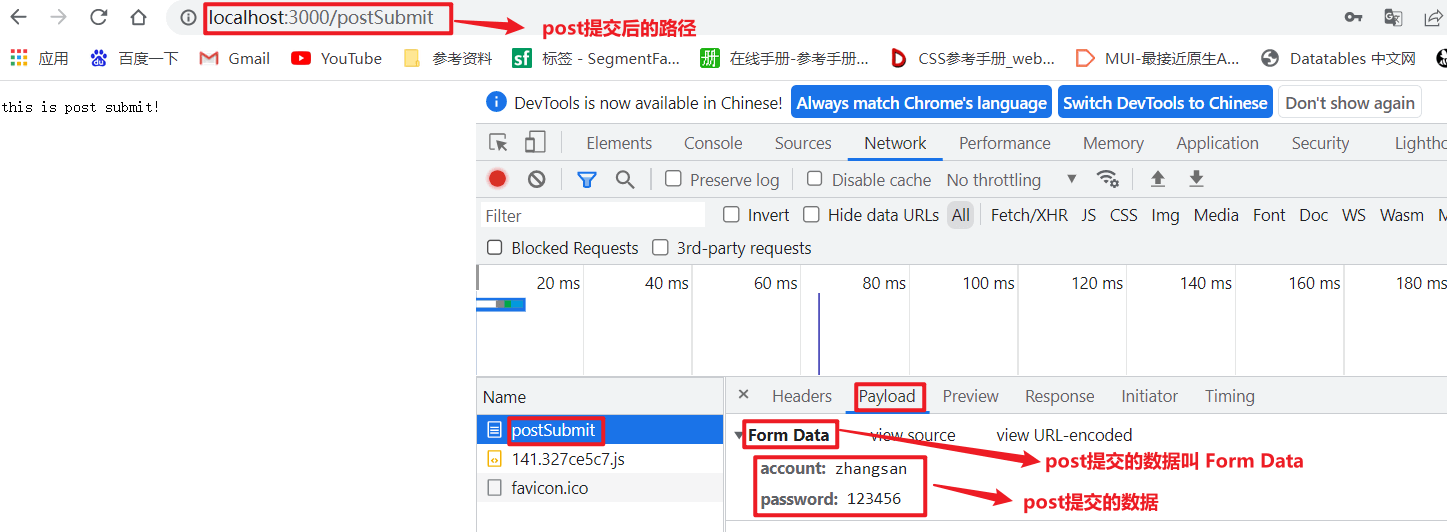 localhost:3000/postSubmit
post提交后的路径
应用 百度一下 Gmail YouTube 参考资料 标签 - SegmentFa... 在线手册-参考手册... CSS参考手册_web... MUI-最接近原生A... Datatables 中文网
this is post submit!
DevTools is now available in Chinese! Always match Chrome's language Switch DevTools to Chinese Don't show again
Elements Console Sources Network Performance Memory Application Security Lighthc
Preserve log Disable cache No throttling
Filter Invert Hide data URLs All Fetch/XHR JS CSS Img Media Font Doc WS Wasm M
Blocked Requests 3rd-party requests
20 ms 40 ms 60 ms 80 ms 100 ms 120 ms 140 ms 160 ms 180 ms
Name Headers Payload Preview Response Initiator Timing
postSubmit Form Data view source view URL-encoded
141.327ce5c7.js account: zhangsan post提交的数据叫 Form Data
favicon.ico password: 123456 post提交的数据